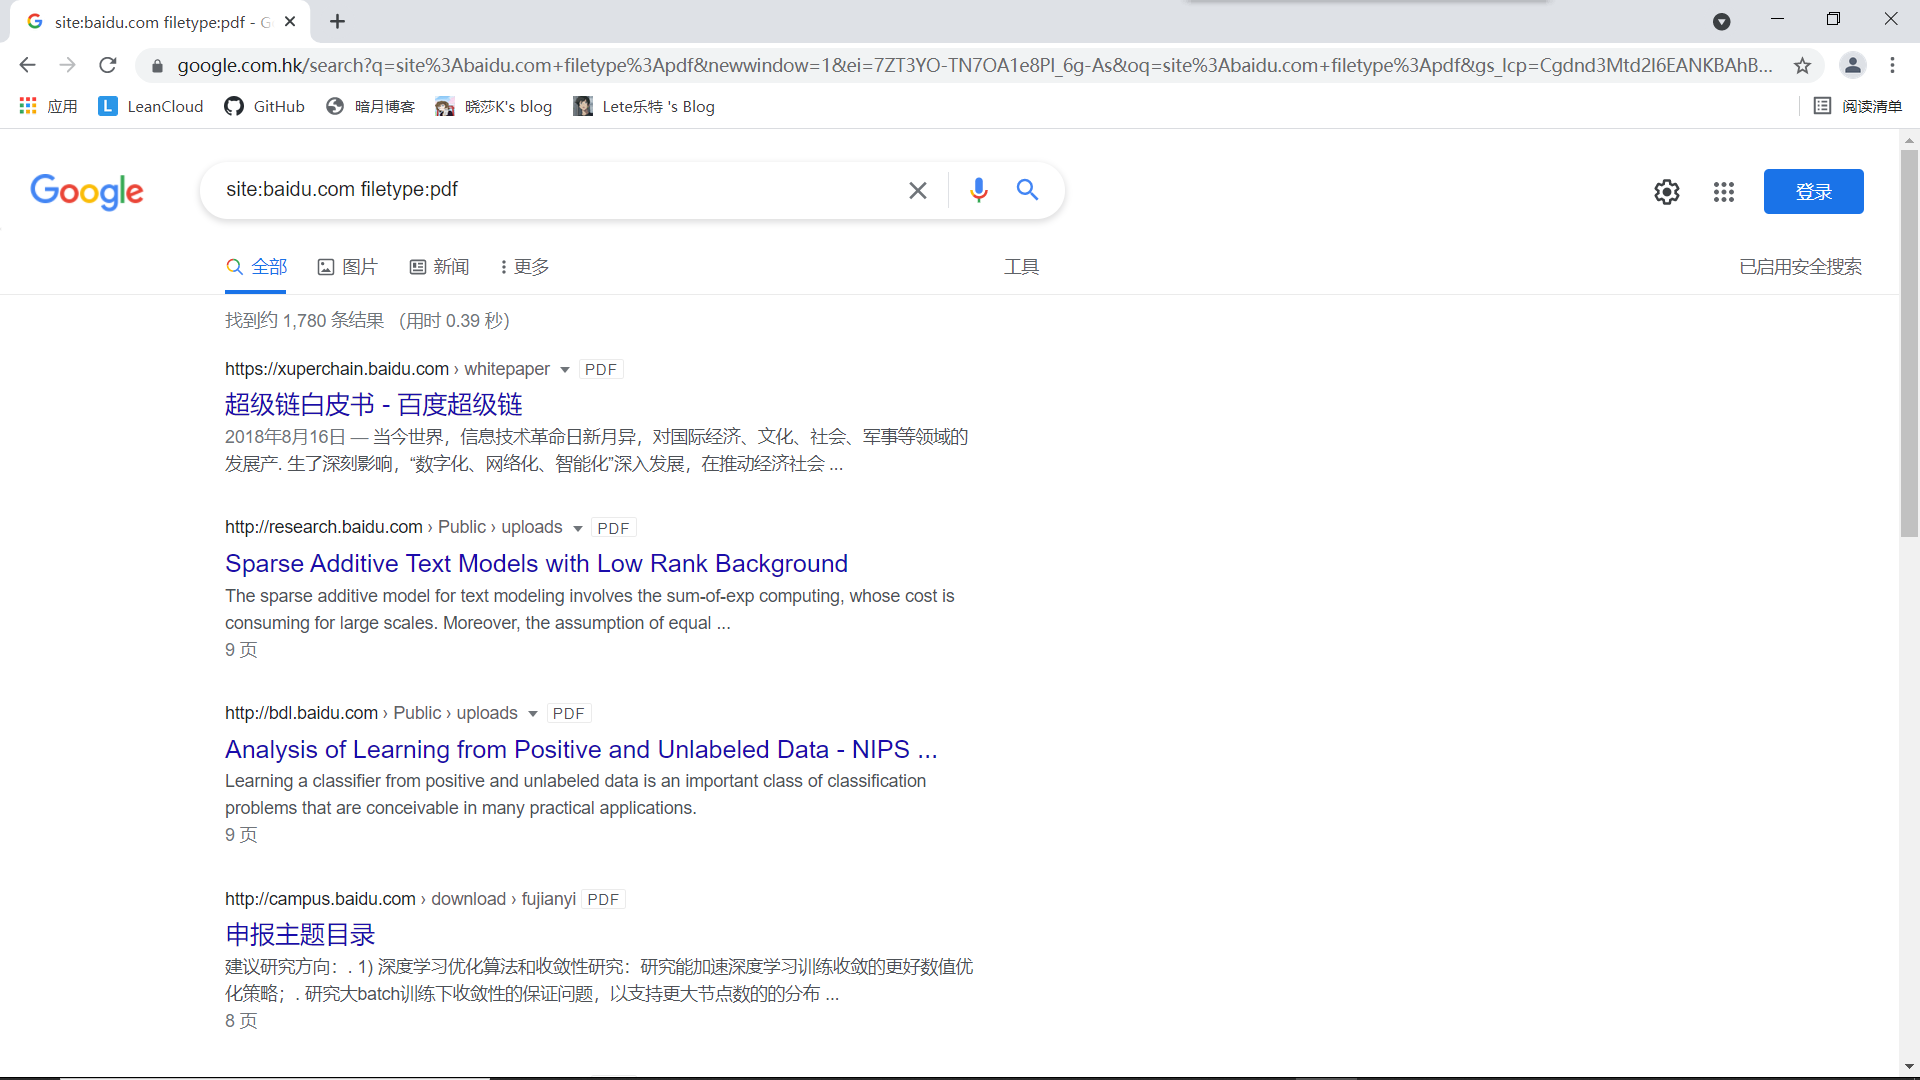 site:baidu.com filetype:pdf - G
google.com.hk/search?q=site%3Abaidu.com+filetype%3Apdf&newwindow=1&ei=7ZT3YO-TN7OA1e8PI_6g-As&oq=site%3Abaidu.com+filetype%3Apdf&gs_lcp=Cgdnd3Mtd2l6EANKBAhB...
应用 LeanCloud GitHub 暗月博客 晓莎K's blog Lete乐特 's Blog 阅读清单
Google site:baidu.com filetype:pdf 登录
全部 图片 新闻 更多 工具 已启用安全搜索
找到约 1,780 条结果 （用时 0.39 秒）
https://xuperchain.baidu.com › whitepaper PDF
超级链白皮书 - 百度超级链
2018年8月16日 — 当今世界，信息技术革命日新月异，对国际经济、文化、社会、军事等领域的
发展产. 生了深刻影响，“数字化、网络化、智能化”深入发展，在推动经济社会 ...
http://research.baidu.com › Public › uploads PDF
Sparse Additive Text Models with Low Rank Background
The sparse additive model for text modeling involves the sum-of-exp computing, whose cost is
consuming for large scales. Moreover, the assumption of equal ...
9 页
http://bdl.baidu.com › Public › uploads PDF
Analysis of Learning from Positive and Unlabeled Data - NIPS ...
Learning a classifier from positive and unlabeled data is an important class of classification
problems that are conceivable in many practical applications.
9 页
http://campus.baidu.com › download › fujianyi PDF
申报主题目录
建议研究方向：. 1) 深度学习优化算法和收敛性研究：研究能加速深度学习训练收敛的更好数值优
化策略；. 研究大batch训练下收敛性的保证问题，以支持更大节点数的的分布 ...
8 页